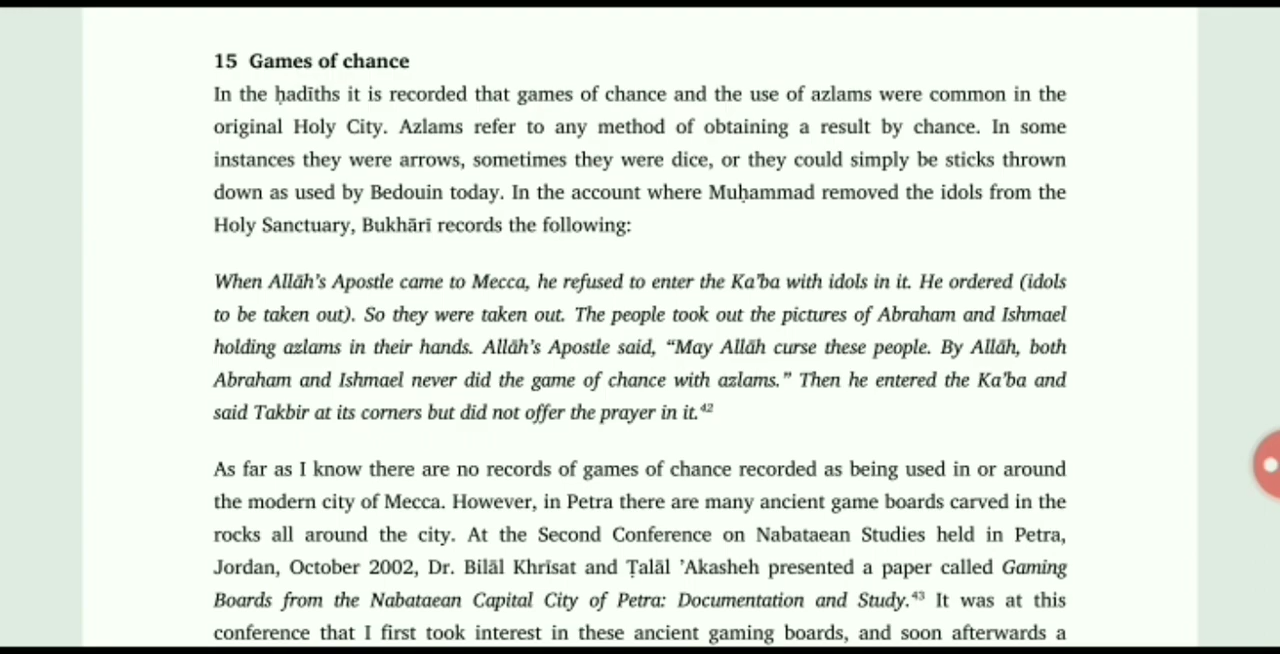 15 Games of chance
In the ḥadīths it is recorded that games of chance and the use of azlams were common in the
original Holy City. Azlams refer to any method of obtaining a result by chance. In some
instances they were arrows, sometimes they were dice, or they could simply be sticks thrown
down as used by Bedouin today. In the account where Muḥammad removed the idols from the
Holy Sanctuary, Bukhārī records the following:
When Allāh’s Apostle came to Mecca, he refused to enter the Ka’ba with idols in it. He ordered (idols
to be taken out). So they were taken out. The people took out the pictures of Abraham and Ishmael
holding azlams in their hands. Allāh’s Apostle said, “May Allāh curse these people. By Allāh, both
Abraham and Ishmael never did the game of chance with azlams.” Then he entered the Ka’ba and
said Takbir at its corners but did not offer the prayer in it.⁴²
As far as I know there are no records of games of chance recorded as being used in or around
the modern city of Mecca. However, in Petra there are many ancient game boards carved in the
rocks all around the city. At the Second Conference on Nabataean Studies held in Petra,
Jordan, October 2002, Dr. Bilāl Khrīsat and Ṭalāl ’Akasheh presented a paper called Gaming
Boards from the Nabataean Capital City of Petra: Documentation and Study.⁴³ It was at this
conference that I first took interest in these ancient gaming boards, and soon afterwards a